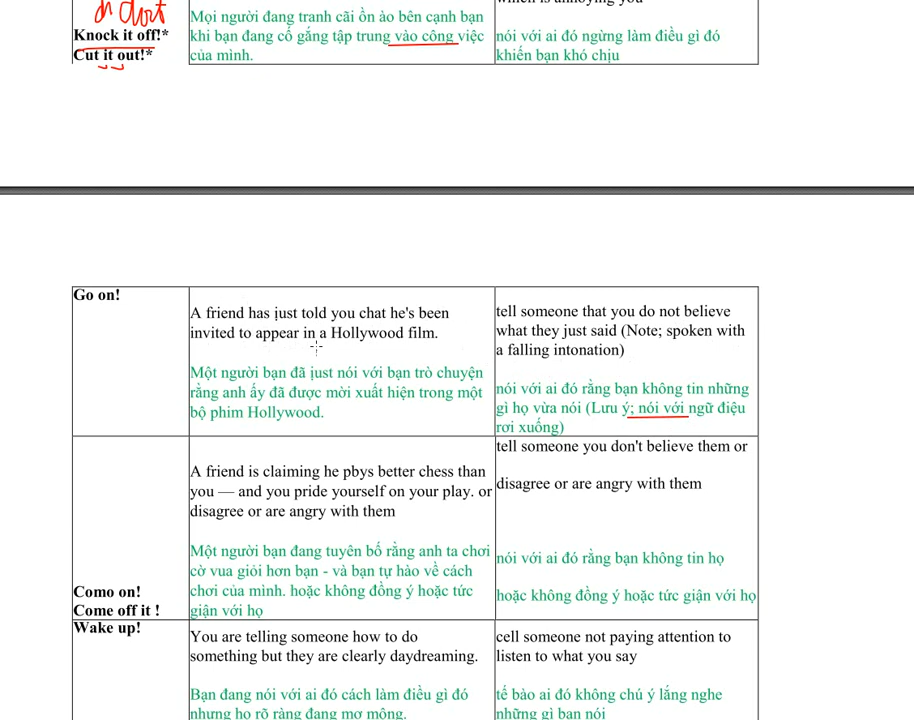 which is annoying you
Mọi người đang tranh cãi ồn ào bên cạnh bạn
khi bạn đang cố gắng tập trung vào công việc
của mình.
nói với ai đó ngừng làm điều gì đó
khiến bạn khó chịu
Knock it off!*
Cut it out!*
Go on!
A friend has just told you chat he's been
invited to appear in a Hollywood film.
Một người bạn đã just nói với bạn trò chuyện
rằng anh ấy đã được mời xuất hiện trong một
bộ phim Hollywood.
tell someone that you do not believe
what they just said (Note; spoken with
a falling intonation)
nói với ai đó rằng bạn không tin những
gì họ vừa nói (Lưu ý; nói với ngữ điệu
rơi xuống)
Como on!
Come off it !
A friend is claiming he pbys better chess than
you — and you pride yourself on your play. or
disagree or are angry with them
Một người bạn đang tuyên bố rằng anh ta chơi
cờ vua giỏi hơn bạn - và bạn tự hào về cách
chơi của mình. hoặc không đồng ý hoặc tức
giận với họ
tell someone you don't believe them or
disagree or are angry with them
nói với ai đó rằng bạn không tin họ
hoặc không đồng ý hoặc tức giận với họ
Wake up!
You are telling someone how to do
something but they are clearly daydreaming.
Bạn đang nói với ai đó cách làm điều gì đó
nhưng họ rõ ràng đang mơ mộng.
cell someone not paying attention to
listen to what you say
tế bào ai đó không chú ý lắng nghe
những gì bạn nói